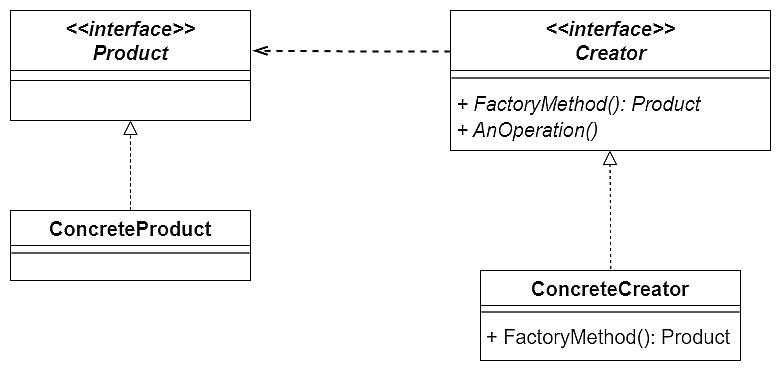 <<interface>>
Product
<<interface>>
Creator
+ FactoryMethod(): Product
+ AnOperation()
ConcreteProduct
ConcreteCreator
+ FactoryMethod(): Product